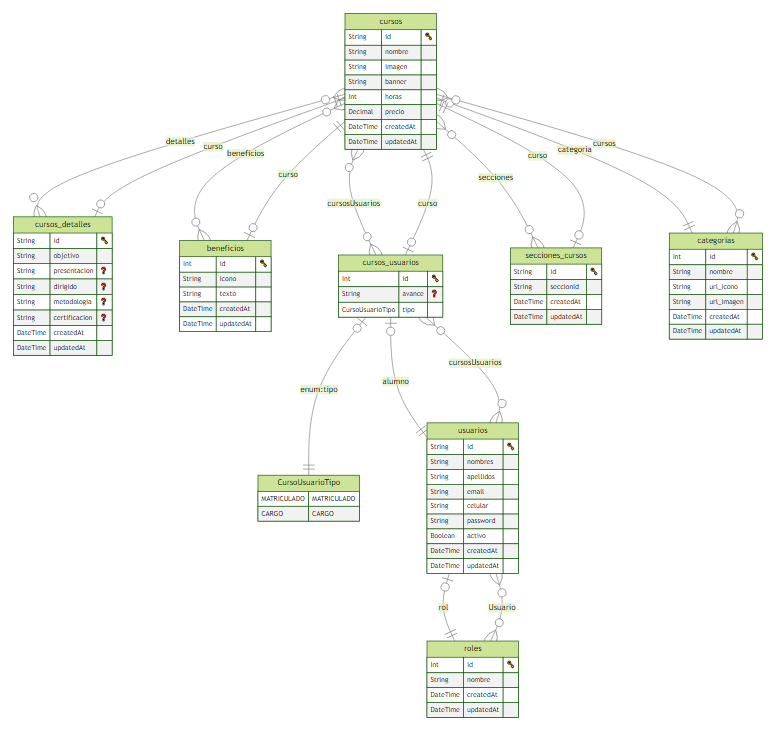 cursos
String id
String nombre
String imagen
String banner
Int horas
Decimal precio
DateTime createdAt
DateTime updatedAt
detalles
curso
beneficios
curso
cursosUsuarios
curso
secciones
curso
categoria
cursos
cursos_detalles
String id
String objetivo
String presentacion
String dirigido
String metodologia
String certificacion
DateTime createdAt
DateTime updatedAt
beneficios
Int id
String icono
String texto
DateTime createdAt
DateTime updatedAt
cursos_usuarios
Int id
String avance
CursoUsuarioTipo tipo
secciones_cursos
String id
String seccionId
DateTime createdAt
DateTime updatedAt
categorias
Int id
String nombre
String url_icono
String url_imagen
DateTime createdAt
DateTime updatedAt
enum:tipo
alumno
cursosUsuarios
CursoUsuarioTipo
MATRICULADO MATRICULADO
CARGO CARGO
usuarios
String id
String nombres
String apellidos
String email
String celular
String password
Boolean activo
DateTime createdAt
DateTime updatedAt
rol
Usuario
roles
Int id
String nombre
DateTime createdAt
DateTime updatedAt